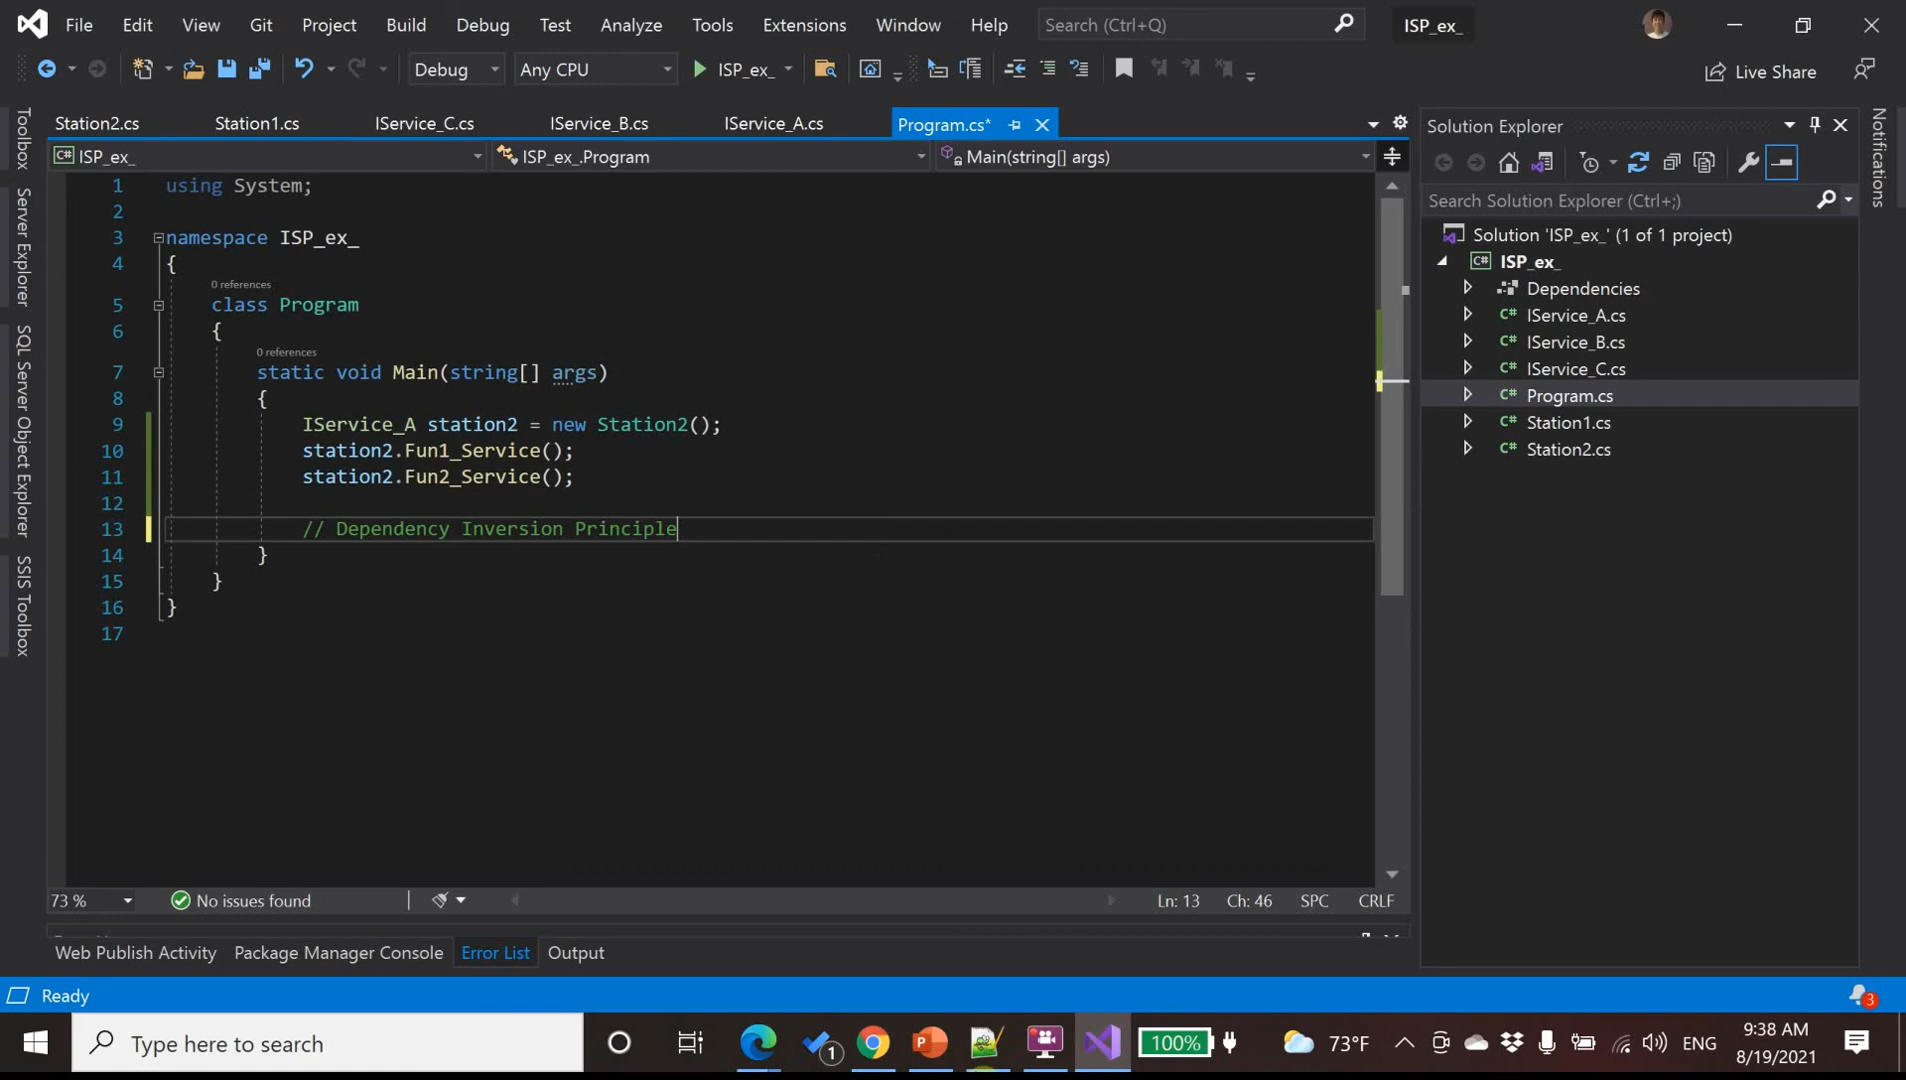 File Edit View Git Project Build Debug Test Tools Extensions Window Help
Analyze
Search (Ctrl+Q)
ISP_ex_
Debug Any CPU ISP_ex_ Live Share
Station2.cs Station1.cs IService_C.cs IService_B.cs IService_A.cs Program.cs*
C# ISP_ex_ ISP_ex_.Program Main(string[] args)
1 using System;
2
3 namespace ISP_ex_
4 {
0 references
5 class Program
6 {
0 references
7 static void Main(string[] args)
8 {
9 IService_A station2 = new Station2();
10 station2.Fun1_Service();
11 station2.Fun2_Service();
12
13 // Dependency Inversion Principle
14 }
15 }
16 }
17
73 % No issues found Ln: 13 Ch: 46 SPC CRLF
Web Publish Activity Package Manager Console Error List Output
Toolbox
Server Explorer
SQL Server Object Explorer
SSIS Toolbox
Solution Explorer
Search Solution Explorer (Ctrl+;)
Solution 'ISP_ex_' (1 of 1 project)
C# ISP_ex_
Dependencies
C# IService_A.cs
C# IService_B.cs
C# IService_C.cs
C# Program.cs
C# Station1.cs
C# Station2.cs
Notifications
Ready 3
Type here to search 1 100% 73°F ENG 9:38 AM
8/19/2021